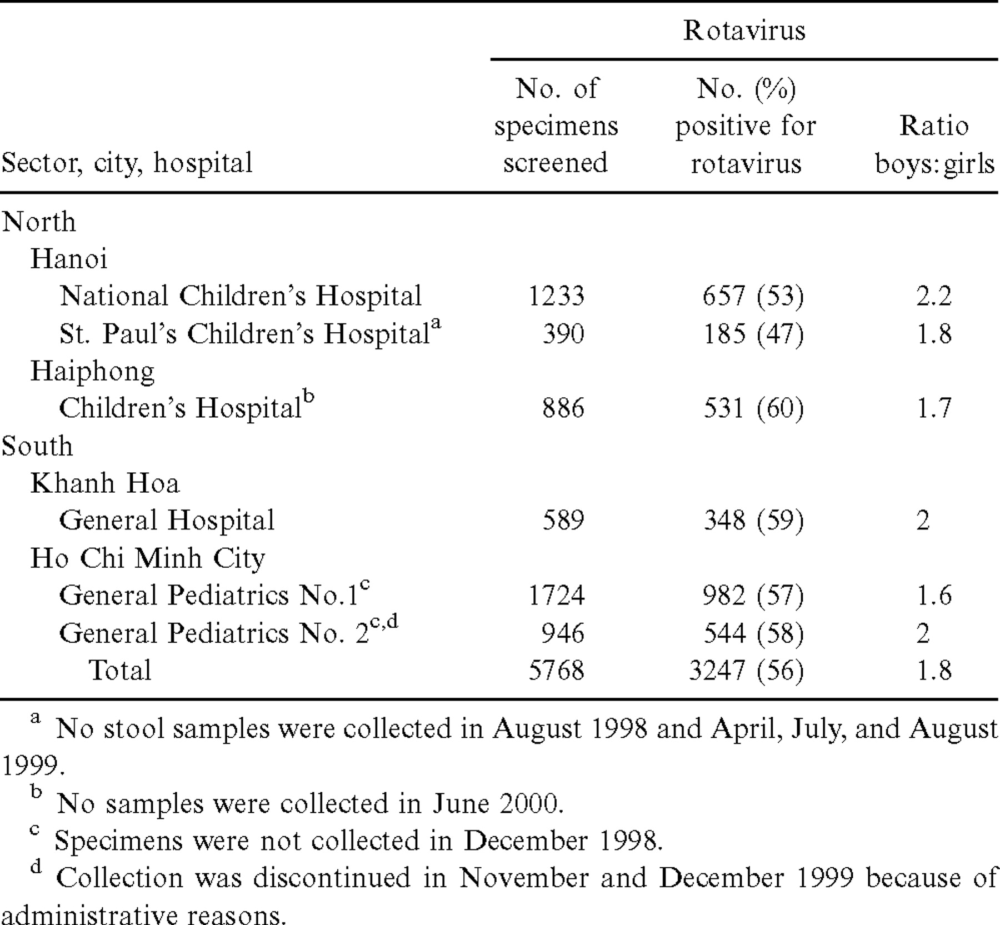 Rotavirus
No. of No. (%)
specimens positive for Ratio
Sector, city, hospital screened rotavirus boys:girls
North
Hanoi
National Children's Hospital 1233 657 (53) 2.2
St. Paul's Children's Hospitala 390 185 (47) 1.8
Haiphong
Children's Hospitalb 886 531 (60) 1.7
South
Khanh Hoa
General Hospital 589 348 (59) 2
Ho Chi Minh City
General Pediatrics No.1c 1724 982 (57) 1.6
General Pediatrics No. 2c,d 946 544 (58) 2
Total 5768 3247 (56) 1.8
a No stool samples were collected in August 1998 and April, July, and August
1999.
b No samples were collected in June 2000.
c Specimens were not collected in December 1998.
d Collection was discontinued in November and December 1999 because of
administrative reasons.